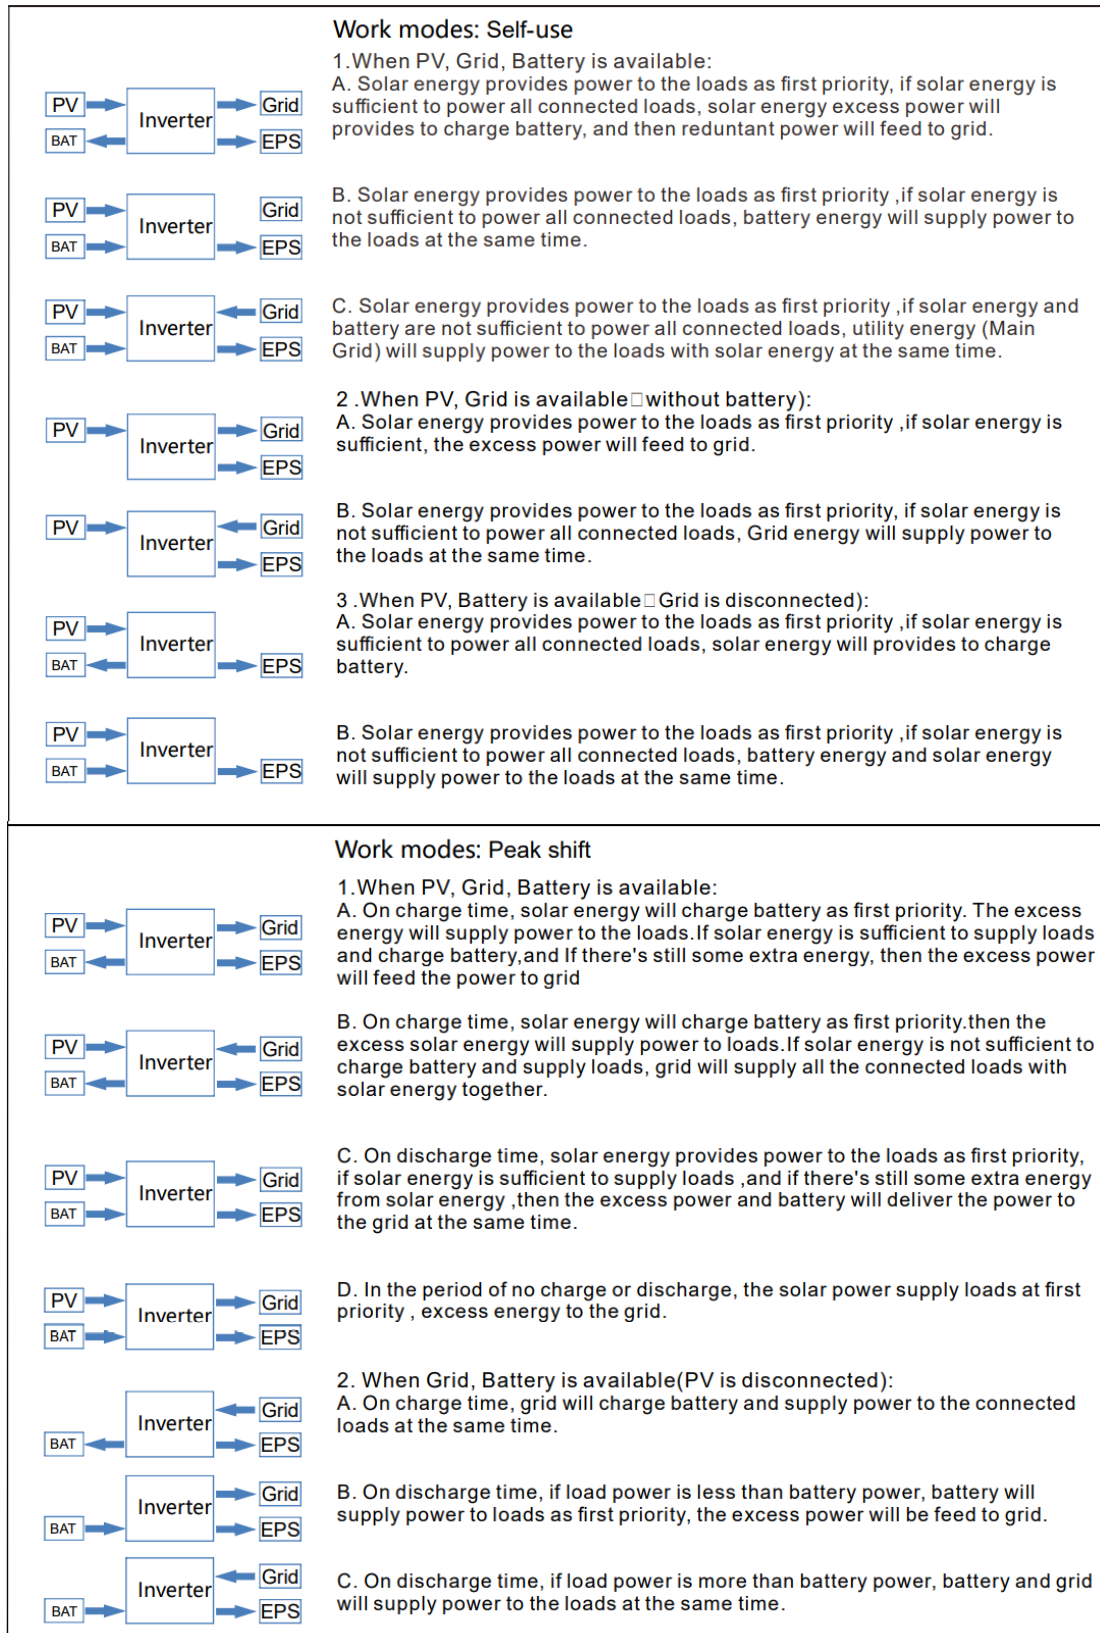 Work modes: Self-use
1.When PV, Grid, Battery is available:
A. Solar energy provides power to the loads as first priority, if solar energy is
sufficient to power all connected loads, solar energy excess power will
provides to charge battery, and then reduntant power will feed to grid.
PV
BAT
Inverter
Grid
EPS
B. Solar energy provides power to the loads as first priority ,if solar energy is
not sufficient to power all connected loads, battery energy will supply power to
the loads at the same time.
PV
BAT
Inverter
Grid
EPS
C. Solar energy provides power to the loads as first priority ,if solar energy and
battery are not sufficient to power all connected loads, utility energy (Main
Grid) will supply power to the loads with solar energy at the same time.
PV
BAT
Inverter
Grid
EPS
2 .When PV, Grid is available□without battery):
A. Solar energy provides power to the loads as first priority ,if solar energy is
sufficient, the excess power will feed to grid.
PV
Inverter
Grid
EPS
B. Solar energy provides power to the loads as first priority, if solar energy is
not sufficient to power all connected loads, Grid energy will supply power to
the loads at the same time.
PV
Inverter
Grid
EPS
3 .When PV, Battery is available□Grid is disconnected):
A. Solar energy provides power to the loads as first priority ,if solar energy is
sufficient to power all connected loads, solar energy will provides to charge
battery.
PV
BAT
Inverter
EPS
B. Solar energy provides power to the loads as first priority ,if solar energy is
not sufficient to power all connected loads, battery energy and solar energy
will supply power to the loads at the same time.
PV
BAT
Inverter
EPS
Work modes: Peak shift
1.When PV, Grid, Battery is available:
A. On charge time, solar energy will charge battery as first priority. The excess
energy will supply power to the loads.If solar energy is sufficient to supply loads
and charge battery,and If there's still some extra energy, then the excess power
will feed the power to grid
PV
BAT
Inverter
Grid
EPS
B. On charge time, solar energy will charge battery as first priority.then the
excess solar energy will supply power to loads.If solar energy is not sufficient to
charge battery and supply loads, grid will supply all the connected loads with
solar energy together.
PV
BAT
Inverter
Grid
EPS
C. On discharge time, solar energy provides power to the loads as first priority,
if solar energy is sufficient to supply loads ,and if there's still some extra energy
from solar energy ,then the excess power and battery will deliver the power to
the grid at the same time.
PV
BAT
Inverter
Grid
EPS
D. In the period of no charge or discharge, the solar power supply loads at first
priority , excess energy to the grid.
PV
BAT
Inverter
Grid
EPS
2. When Grid, Battery is available(PV is disconnected):
A. On charge time, grid will charge battery and supply power to the connected
loads at the same time.
BAT
Inverter
Grid
EPS
B. On discharge time, if load power is less than battery power, battery will
supply power to loads as first priority, the excess power will be feed to grid.
BAT
Inverter
Grid
EPS
C. On discharge time, if load power is more than battery power, battery and grid
will supply power to the loads at the same time.
BAT
Inverter
Grid
EPS